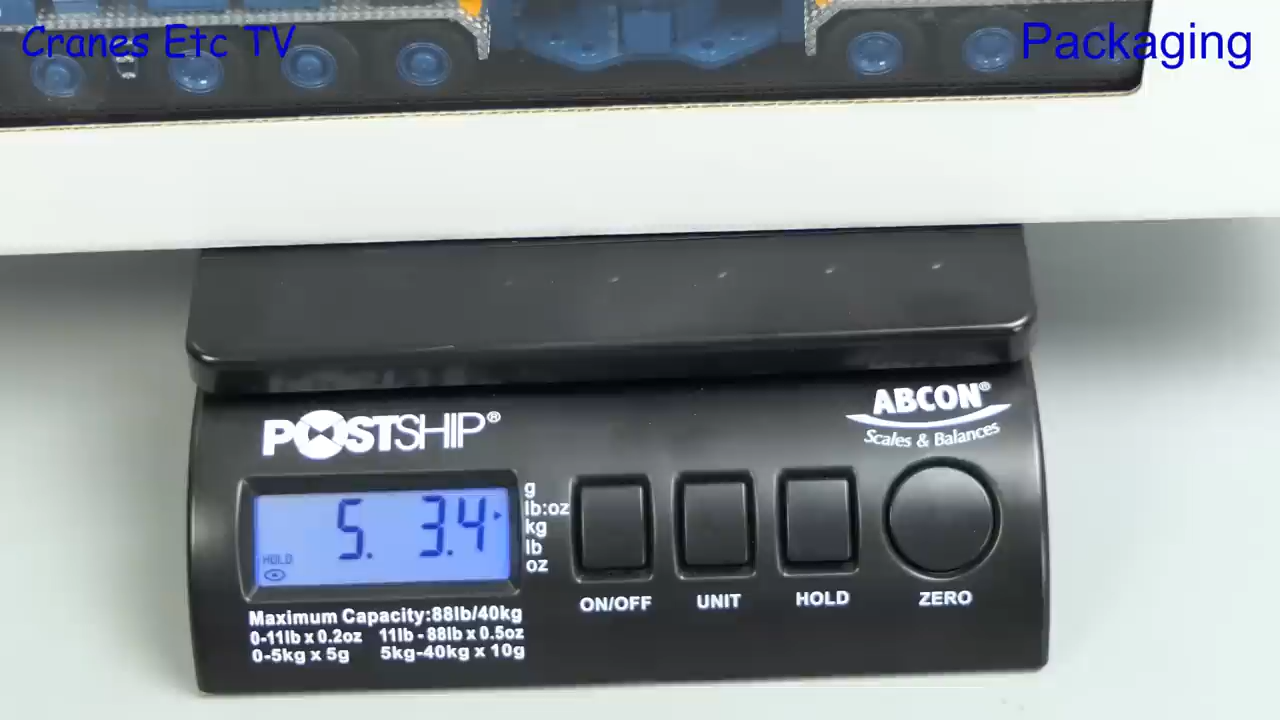 Cranes Etc TV
Packaging
POSTSHIP®
ABCON®
Scales & Balances
5. 3.4
HOLD
g
lb:oz
kg
lb
oz
ON/OFF
UNIT
HOLD
ZERO
Maximum Capacity:88lb/40kg
0-11lb x 0.2oz 11lb - 88lb x 0.5oz
0-5kg x 5g 5kg-40kg x 10g